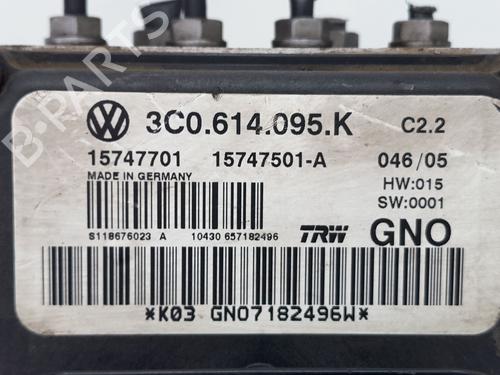 B-PARTS
3C0.614.095.K C2.2
15747701 15747501-A 046/05
MADE IN GERMANY HW:015
SW:0001
S118676023 A 10430 657182496 TRW GNO
*K03 GNO7182496W*